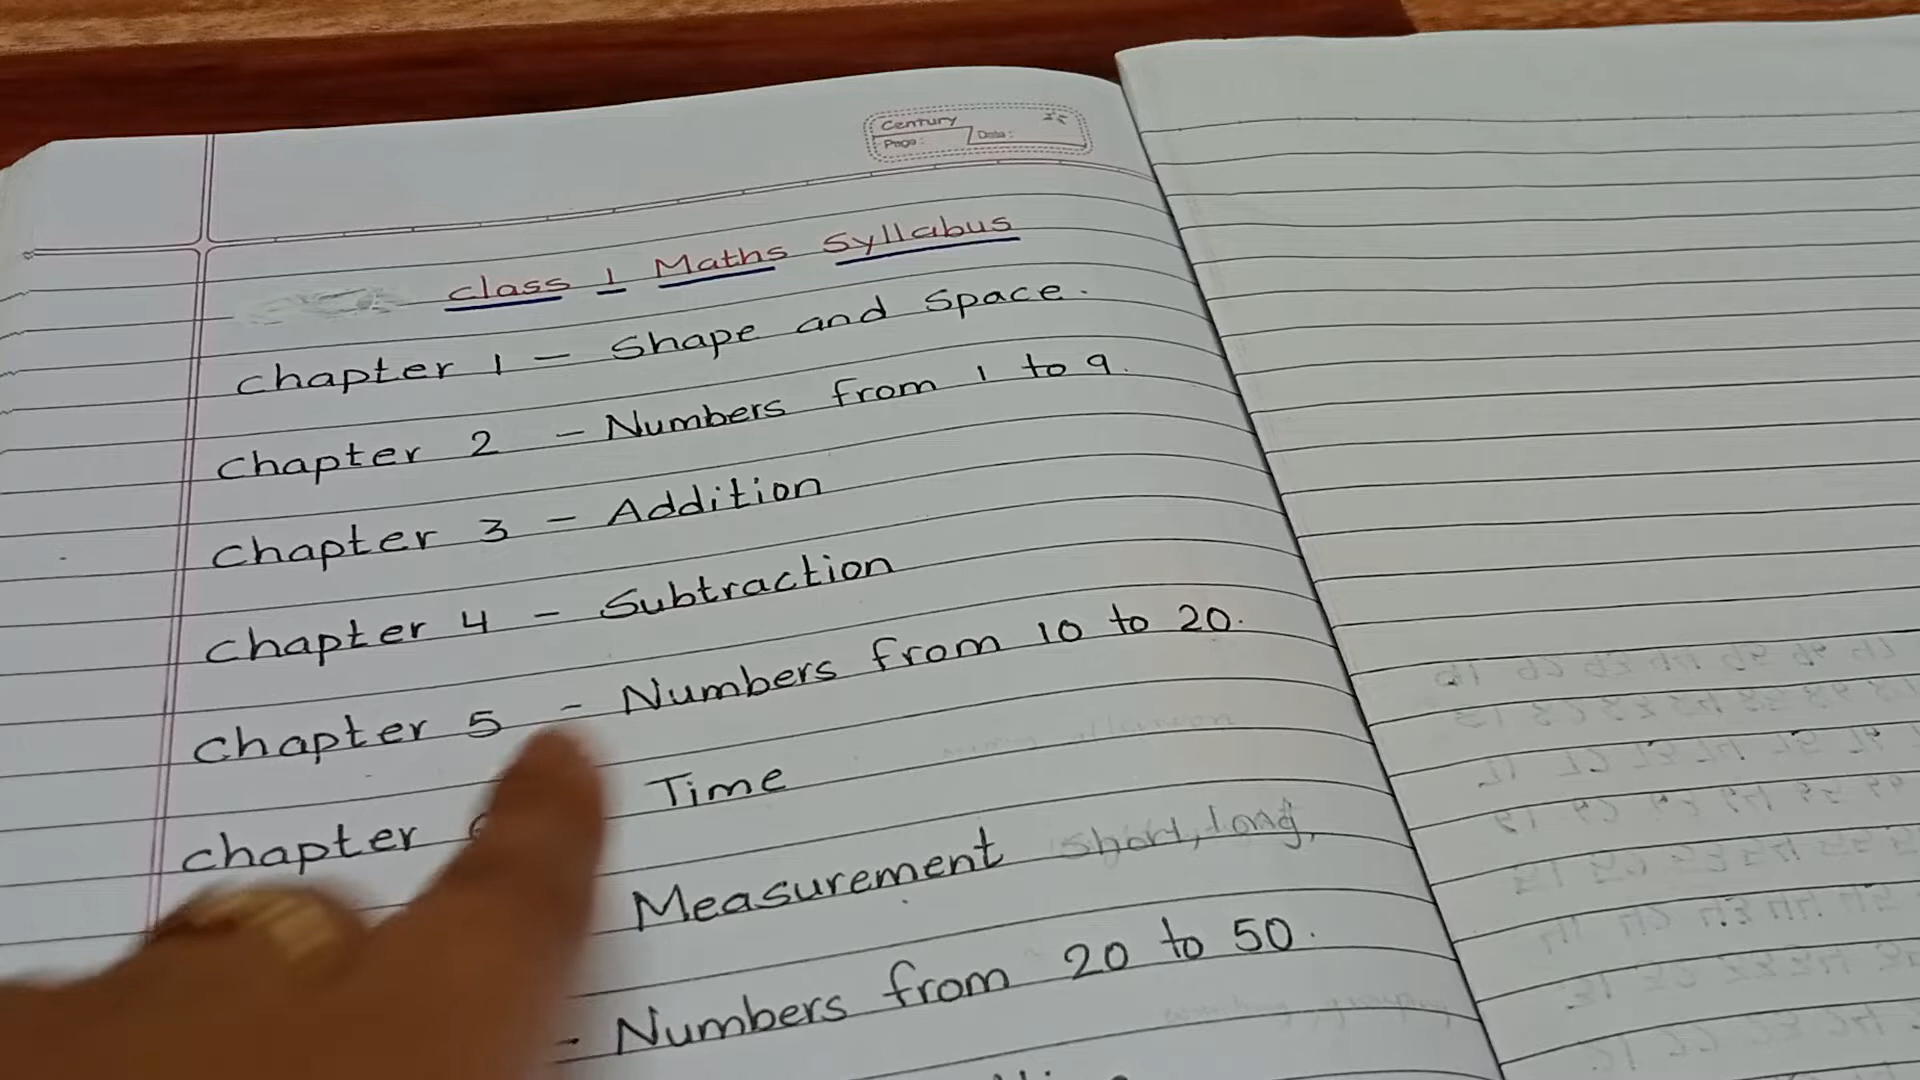 Century
Page: Date:
class 1 Maths Syllabus
chapter 1 - Shape and Space.
chapter 2 - Numbers from 1 to 9.
chapter 3 - Addition
chapter 4 - Subtraction
chapter 5 - Numbers from 10 to 20.
chapter Time
Measurement short, long,
- Numbers from 20 to 50.